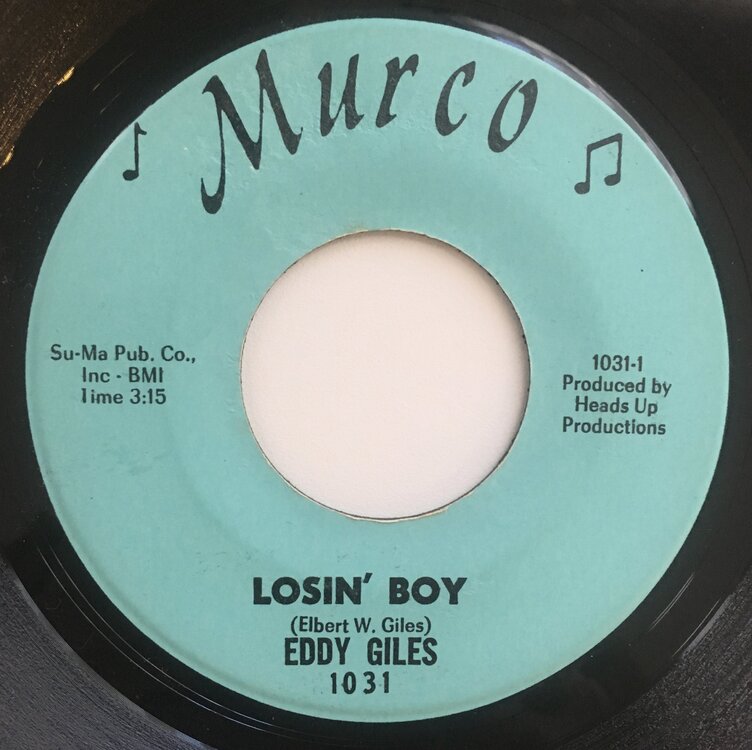 Murco
Su-Ma Pub. Co.,
Inc - BMI
Time 3:15
1031-1
Produced by
Heads Up
Productions
LOSIN' BOY
(Elbert W. Giles)
EDDY GILES
1031